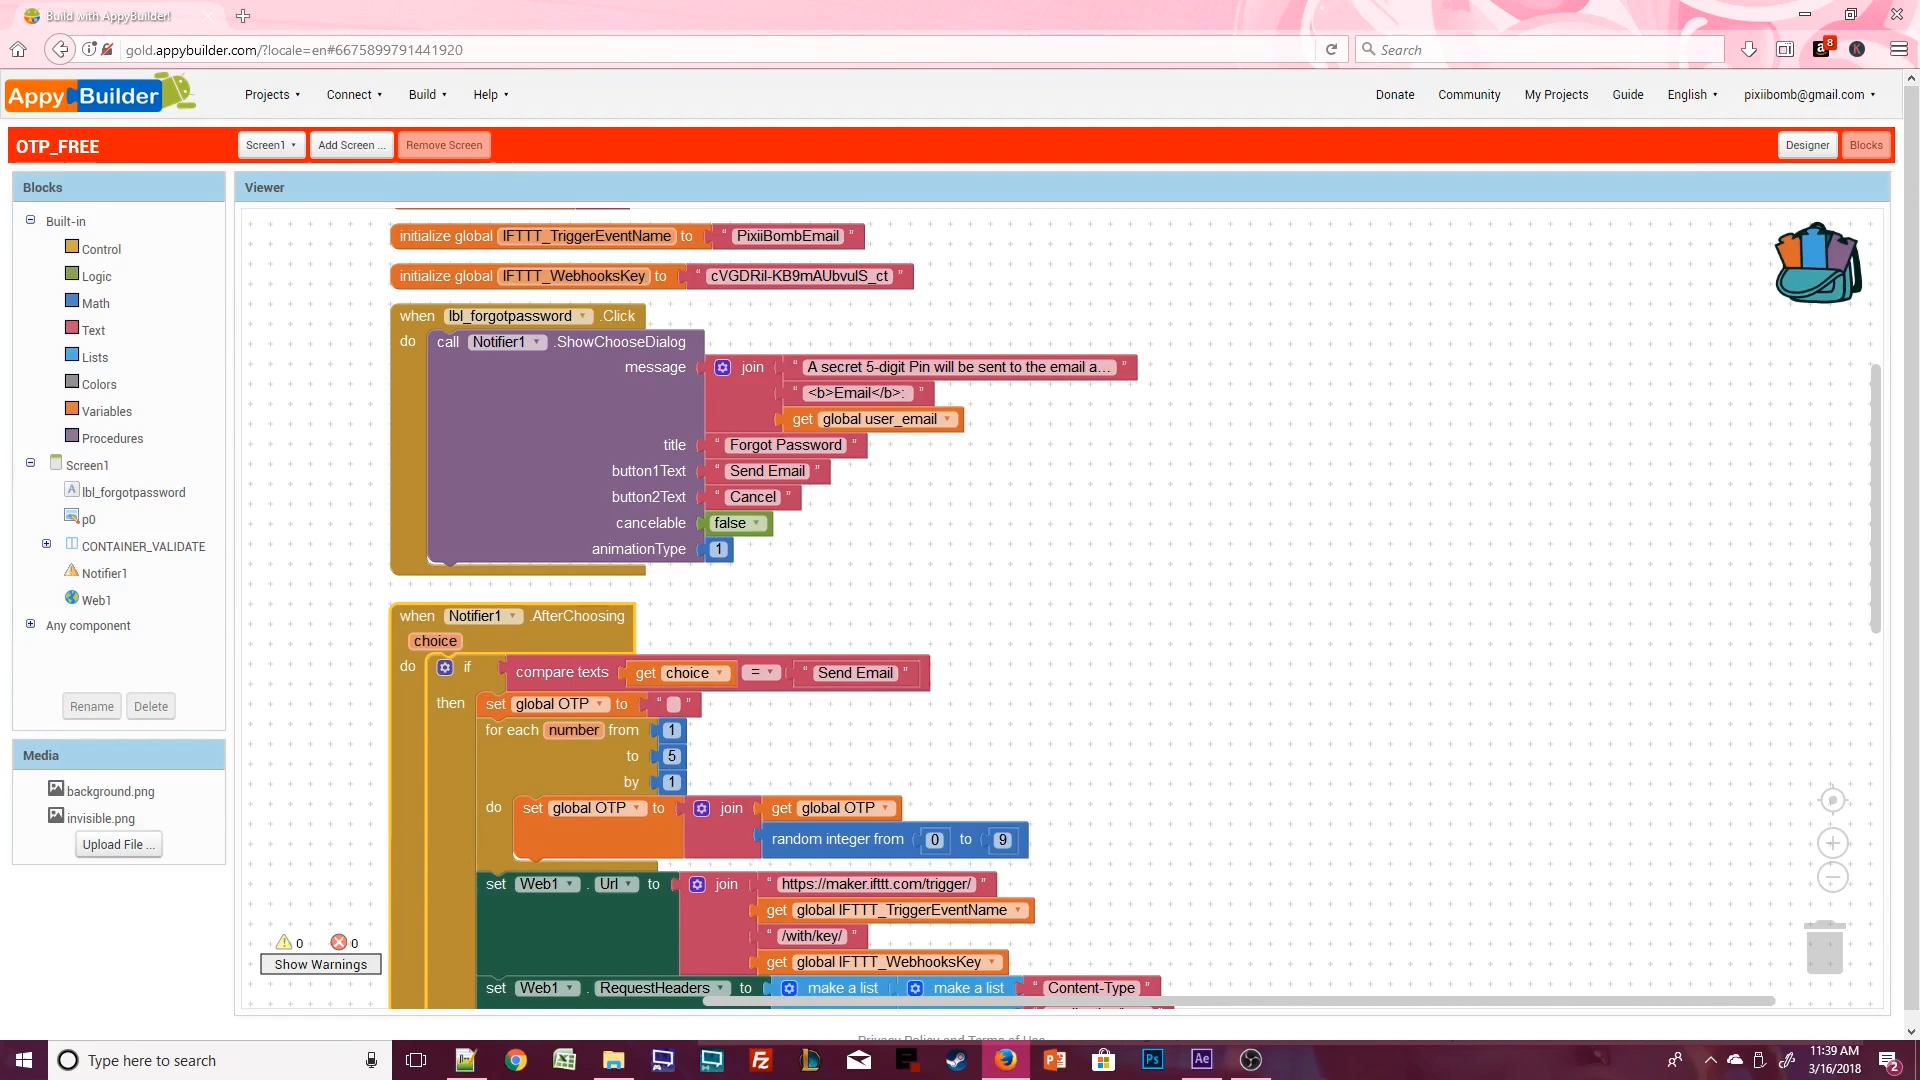 Build with AppyBuilder!
gold.appybuilder.com/?locale=en#6675899791441920
Search
8
K
Appy Builder
Projects
Connect
Build
Help
Donate
Community
My Projects
Guide
English
pixiibomb@gmail.com
OTP_FREE
Screen1
Add Screen ...
Remove Screen
Designer
Blocks
Blocks
Built-in
Control
Logic
Math
Text
Lists
Colors
Variables
Procedures
Screen1
A lbl_forgotpassword
p0
CONTAINER_VALIDATE
Notifier1
Web1
Any component
Rename
Delete
Media
background.png
invisible.png
Upload File ...
Viewer
initialize global IFTTT_TriggerEventName to “ PixiiBombEmail ”
initialize global IFTTT_WebhooksKey to “ cVGDRil-KB9mAUbvulS_ct ”
when lbl_forgotpassword .Click
do call Notifier1 .ShowChooseDialog
message join “ A secret 5-digit Pin will be sent to the email a... ”
“ <b>Email</b>: ”
get global user_email
title “ Forgot Password ”
button1Text “ Send Email ”
button2Text “ Cancel ”
cancelable false
animationType 1
when Notifier1 .AfterChoosing
choice
do if compare texts get choice = “ Send Email ”
then set global OTP to “ ”
for each number from 1
to 5
by 1
do set global OTP to join get global OTP
random integer from 0 to 9
set Web1 . Url to join “ https://maker.ifttt.com/trigger/ ”
get global IFTTT_TriggerEventName
“ /with/key/ ”
get global IFTTT_WebhooksKey
set Web1 . RequestHeaders to make a list make a list “ Content-Type ”
0 0
Show Warnings
Privacy Policy and Terms of Use
Type here to search
Ps
Ae
11:39 AM
3/16/2018
2